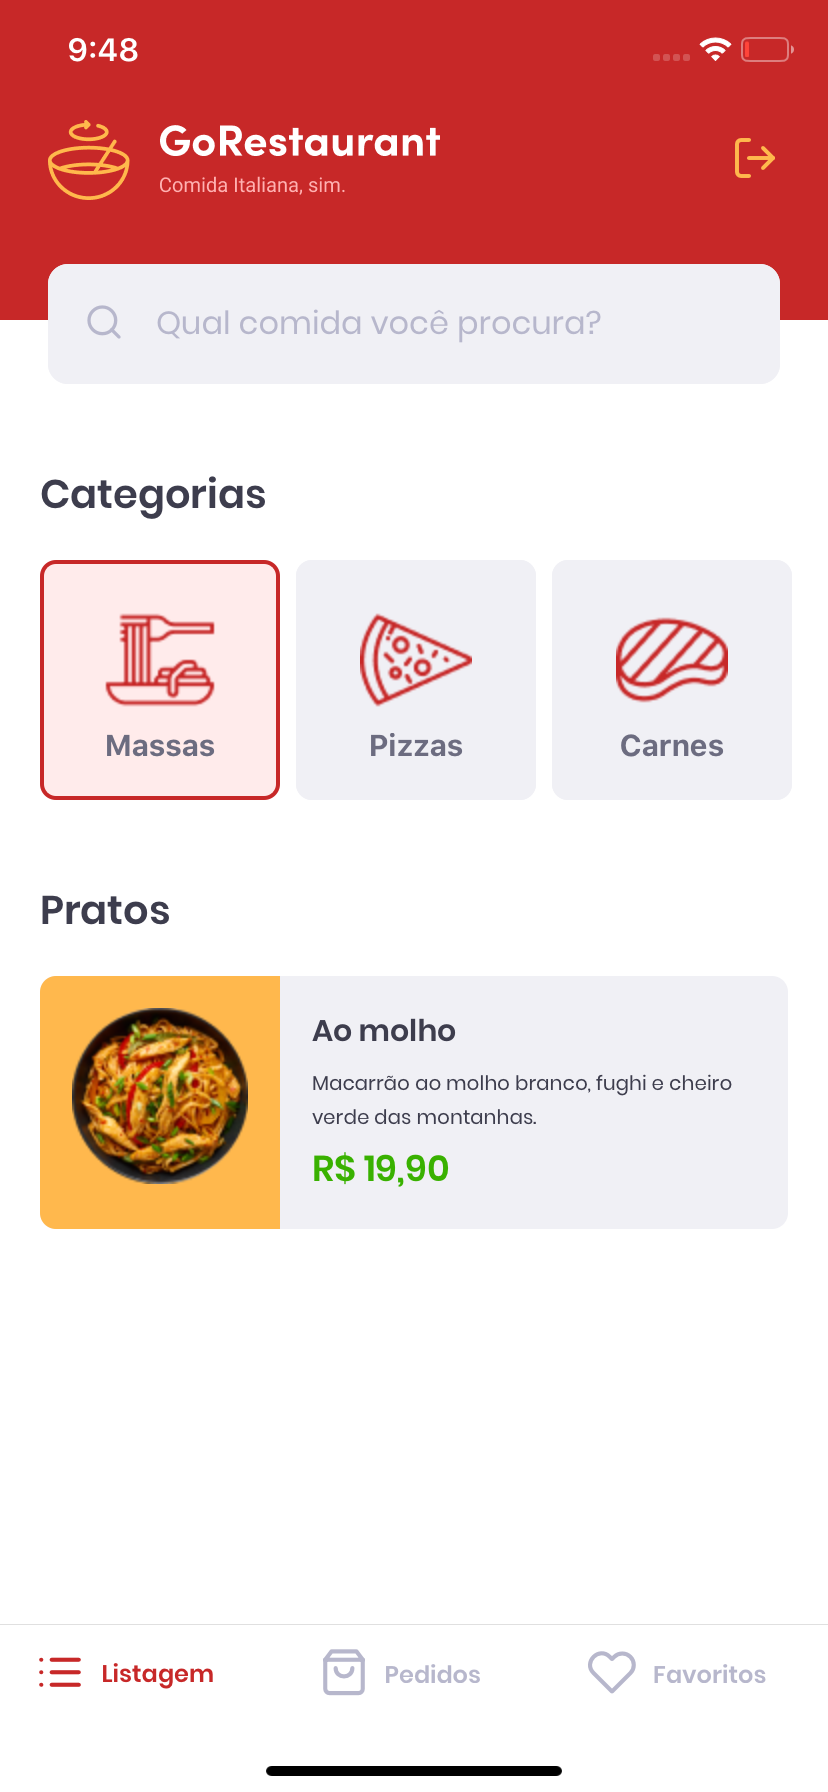 9:48
GoRestaurant
Comida Italiana, sim.
Qual comida você procura?
Categorias
Massas
Pizzas
Carnes
Pratos
Ao molho
Macarrão ao molho branco, fughi e cheiro
verde das montanhas.
R$ 19,90
Listagem
Pedidos
Favoritos